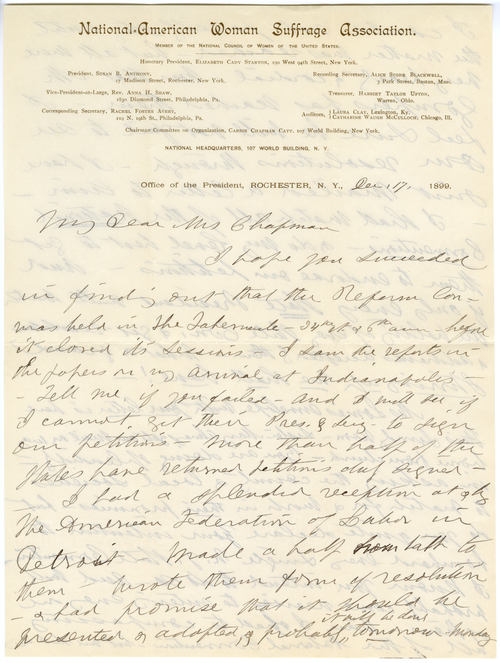 National-American Woman Suffrage Association.
MEMBER OF THE NATIONAL COUNCIL OF WOMEN OF THE UNITED STATES.
Honorary President, ELIZABETH CADY STANTON, 250 West 94th Street, New York.
President, SUSAN B. ANTHONY,
17 Madison Street, Rochester, New York.
Recording Secretary, ALICE STONE BLACKWELL,
3 Park Street, Boston, Mass.
Vice-President-at-Large, REV. ANNA H. SHAW,
1830 Diamond Street, Philadelphia, Pa.
Treasurer, HARRIET TAYLOR UPTON,
Warren, Ohio.
Corresponding Secretary, RACHEL FOSTER AVERY,
N. 19th St., Philadelphia, Pa.
Auditors, { LAURA CLAY, Lexington, Ky.
CATHARINE WAUGH MCCULLOCH, Chicago, Ill.
Chairman Committee on Organization, CARRIE CHAPMAN CATT, 107 World Building, New York.
NATIONAL HEADQUARTERS, 107 WORLD BUILDING, N. Y.
Office of the President, ROCHESTER, N. Y., Dec 17, 1899.
My Dear Mrs Chapman
I hope you succeeded
in finding out that the Reform Con-
was held in the Tabernacle - 24th st & 6th ave - before
it closed its sessions - I saw the reports in
the papers on my arrival at Indianapolis -
- Tell me, if you failed - and I will see if
I cannot get their Pres. & Sec'y to sign
our petitions - more than half of the
States have returned petitions duly signed -
- I had a splendid reception at & by
the American Federation of Labor in
Detroit made a half hour talk to
them wrote them form of resolution
- & had promise that it should be
presented & adopted, & probably it will be done tomorrow Monday